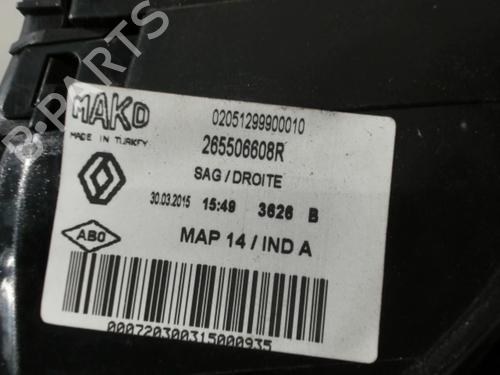 MAKO
MADE IN TURKEY
02051299900010
265506608R
SAG / DROITE
30.03.2015 15:49 3626 B
ABO
MAP 14 / IND A
000720300315000935
B-PARTS